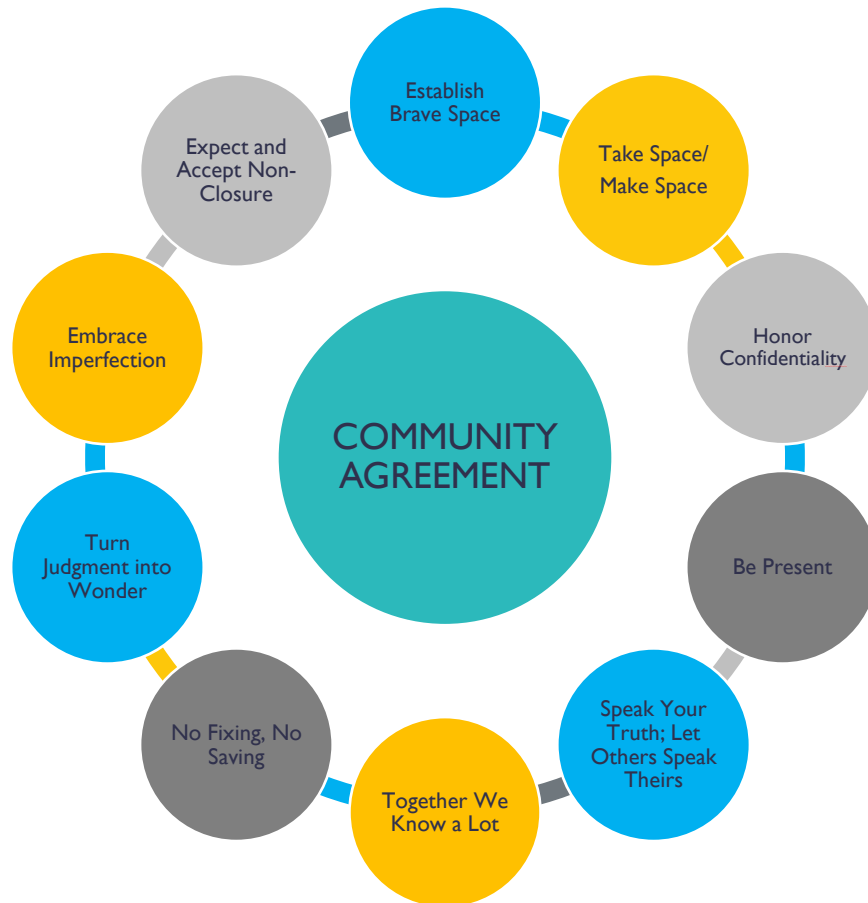 Establish
Brave Space
Take Space/
Make Space
Honor
Confidentiality
Be Present
Speak Your
Truth; Let
Others Speak
Theirs
Together We
Know a Lot
No Fixing, No
Saving
Turn
Judgment into
Wonder
Embrace
Imperfection
Expect and
Accept Non-
Closure
COMMUNITY
AGREEMENT